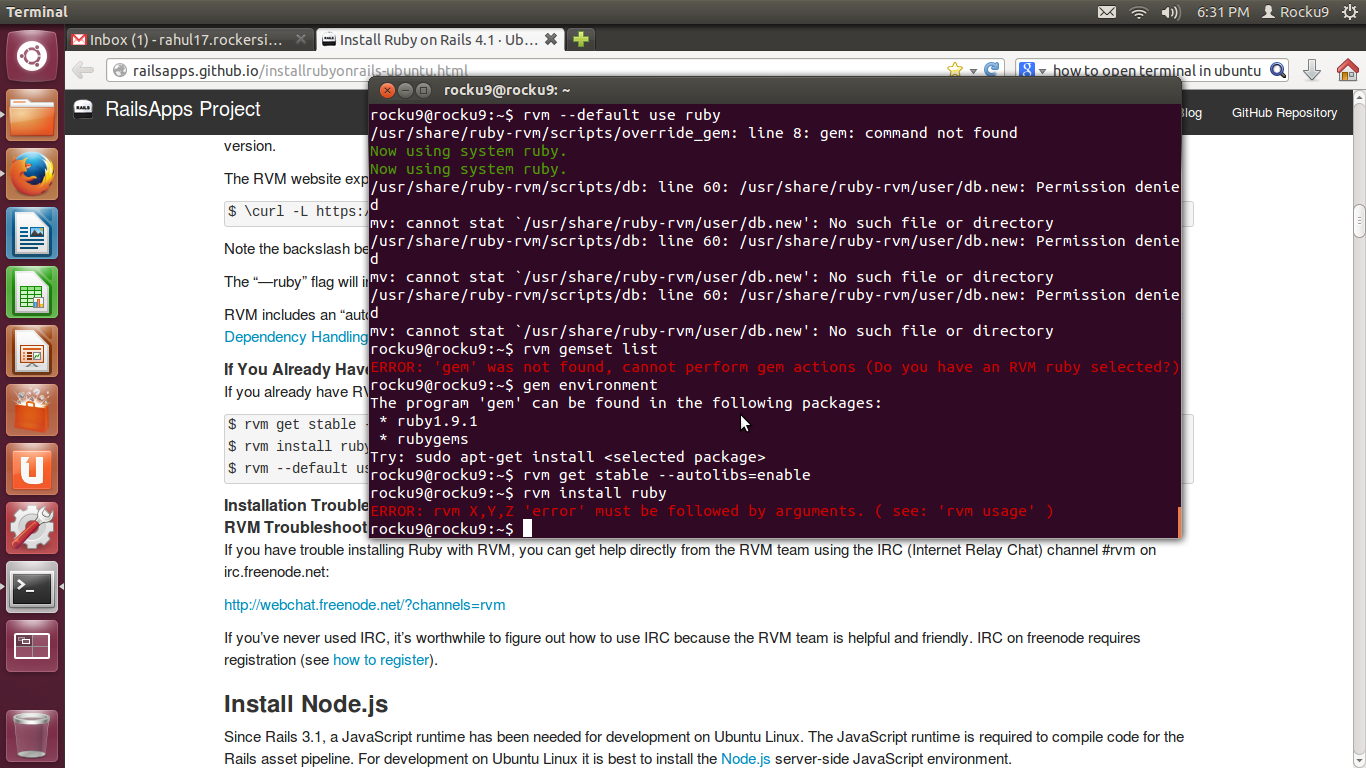 Terminal
6:31 PM
Rocku9
Inbox (1) - rahul17.rockersi...
Install Ruby on Rails 4.1 · Ub...
railsapps.github.io/installrubyonrails-ubuntu.html
how to open terminal in ubuntu
RailsApps Project
log
GitHub Repository
rocku9@rocku9: ~
rocku9@rocku9:~$ rvm --default use ruby
/usr/share/ruby-rvm/scripts/override_gem: line 8: gem: command not found
Now using system ruby.
Now using system ruby.
/usr/share/ruby-rvm/scripts/db: line 60: /usr/share/ruby-rvm/user/db.new: Permission denie
d
mv: cannot stat `/usr/share/ruby-rvm/user/db.new': No such file or directory
/usr/share/ruby-rvm/scripts/db: line 60: /usr/share/ruby-rvm/user/db.new: Permission denie
d
mv: cannot stat `/usr/share/ruby-rvm/user/db.new': No such file or directory
/usr/share/ruby-rvm/scripts/db: line 60: /usr/share/ruby-rvm/user/db.new: Permission denie
d
mv: cannot stat `/usr/share/ruby-rvm/user/db.new': No such file or directory
rocku9@rocku9:~$ rvm gemset list
ERROR: 'gem' was not found, cannot perform gem actions (Do you have an RVM ruby selected?)
rocku9@rocku9:~$ gem environment
The program 'gem' can be found in the following packages:
* ruby1.9.1
* rubygems
Try: sudo apt-get install <selected package>
rocku9@rocku9:~$ rvm get stable --autolibs=enable
rocku9@rocku9:~$ rvm install ruby
ERROR: rvm X,Y,Z 'error' must be followed by arguments. ( see: 'rvm usage' )
rocku9@rocku9:~$
version.
The RVM website exp
$ \curl -L https:/
Note the backslash be
The “—ruby” flag will in
RVM includes an “auto
Dependency Handling
If You Already Have
If you already have RV
$ rvm get stable -
$ rvm install ruby
$ rvm --default us
Installation Trouble
RVM Troubleshoot
If you have trouble installing Ruby with RVM, you can get help directly from the RVM team using the IRC (Internet Relay Chat) channel #rvm on
irc.freenode.net:
http://webchat.freenode.net/?channels=rvm
If you’ve never used IRC, it’s worthwhile to figure out how to use IRC because the RVM team is helpful and friendly. IRC on freenode requires
registration (see how to register).
Install Node.js
Since Rails 3.1, a JavaScript runtime has been needed for development on Ubuntu Linux. The JavaScript runtime is required to compile code for the
Rails asset pipeline. For development on Ubuntu Linux it is best to install the Node.js server-side JavaScript environment.